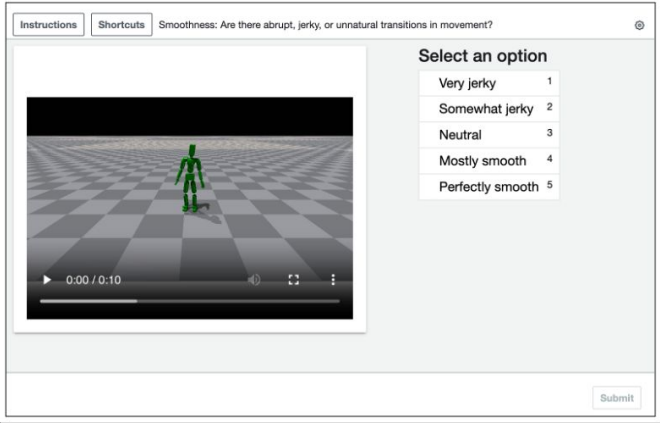 Instructions Shortcuts Smoothness: Are there abrupt, jerky, or unnatural transitions in movement?
Select an option
Very jerky 1
Somewhat jerky 2
Neutral 3
Mostly smooth 4
Perfectly smooth 5
0:00 / 0:10
Submit